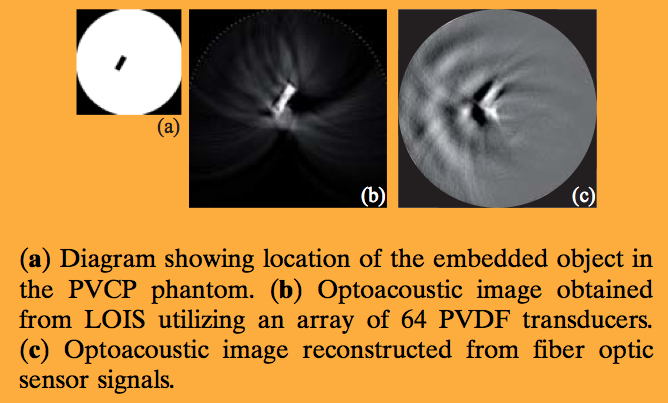 (a)
(b)
(c)
(a) Diagram showing location of the embedded object in
the PVCP phantom. (b) Optoacoustic image obtained
from LOIS utilizing an array of 64 PVDF transducers.
(c) Optoacoustic image reconstructed from fiber optic
sensor signals.